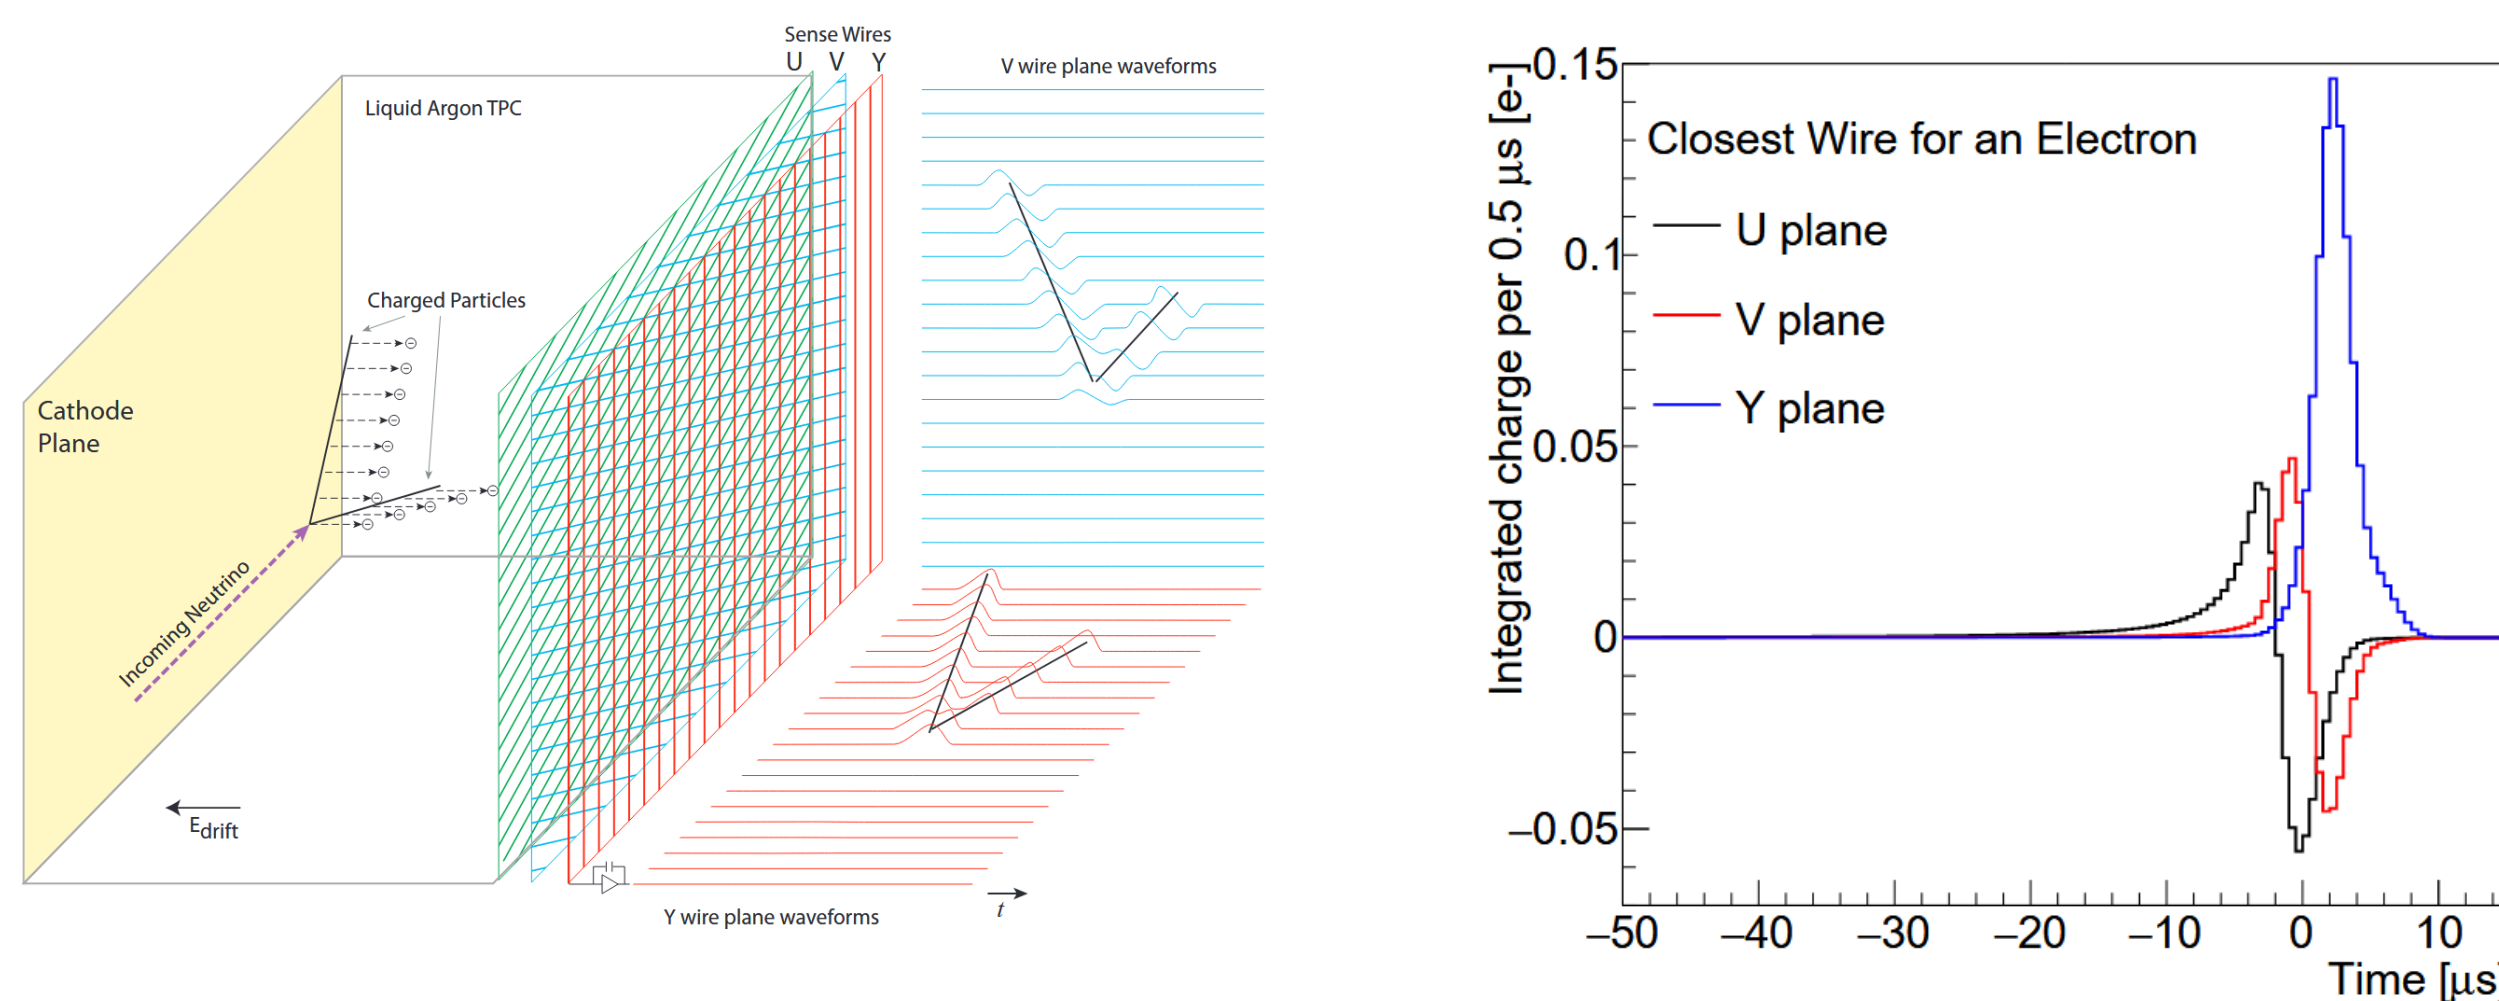 Sense Wires
U V Y
V wire plane waveforms
Liquid Argon TPC
Charged Particles
Cathode
Plane
Incoming Neutrino
Edrift
t
Y wire plane waveforms
Integrated charge per 0.5 μs [e-]
0.15
0.1
0.05
0
−0.05
Closest Wire for an Electron
U plane
V plane
Y plane
−50 −40 −30 −20 −10 0 10
Time [μs